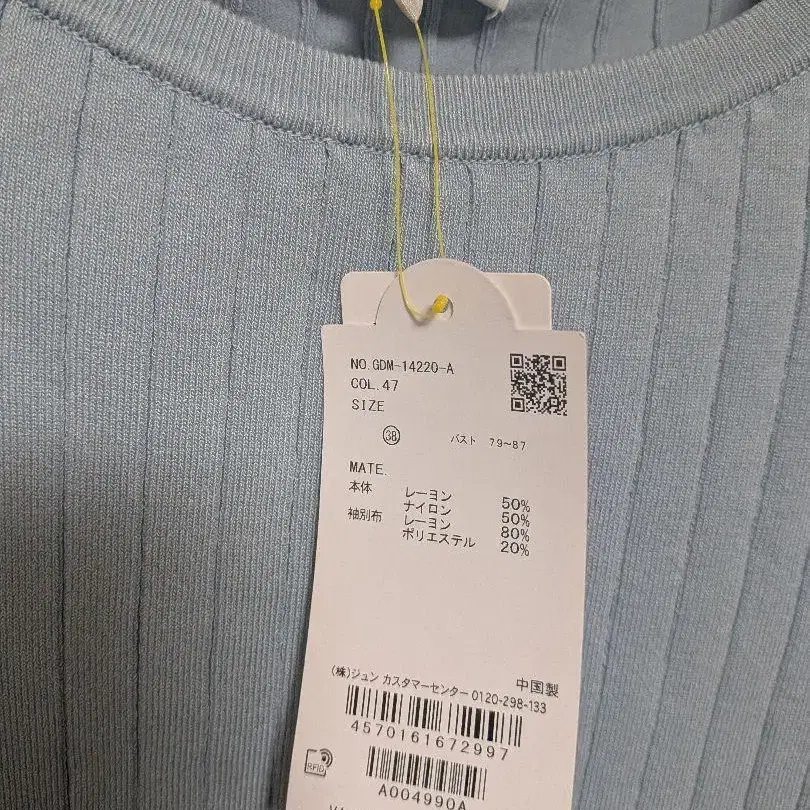 NO.GDM-14220-A
COL.47
SIZE
38 バスト 79~87
MATE.
本体 レーヨン 50%
ナイロン 50%
袖別布 レーヨン 80%
ポリエステル 20%
中国製
(株)ジュン カスタマーセンター 0120-298-133
4570161672997
RFID
A004990A